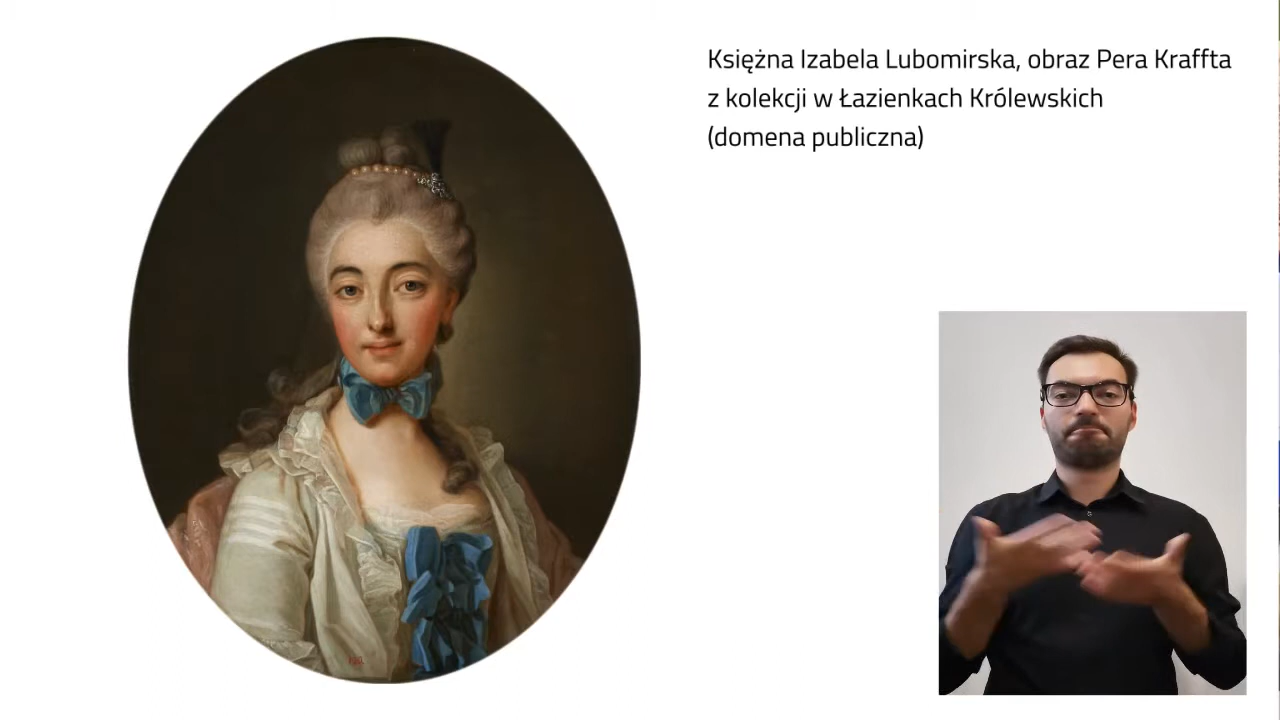 Księżna Izabela Lubomirska, obraz Pera Kraffta
z kolekcji w Łazienkach Królewskich
(domena publiczna)